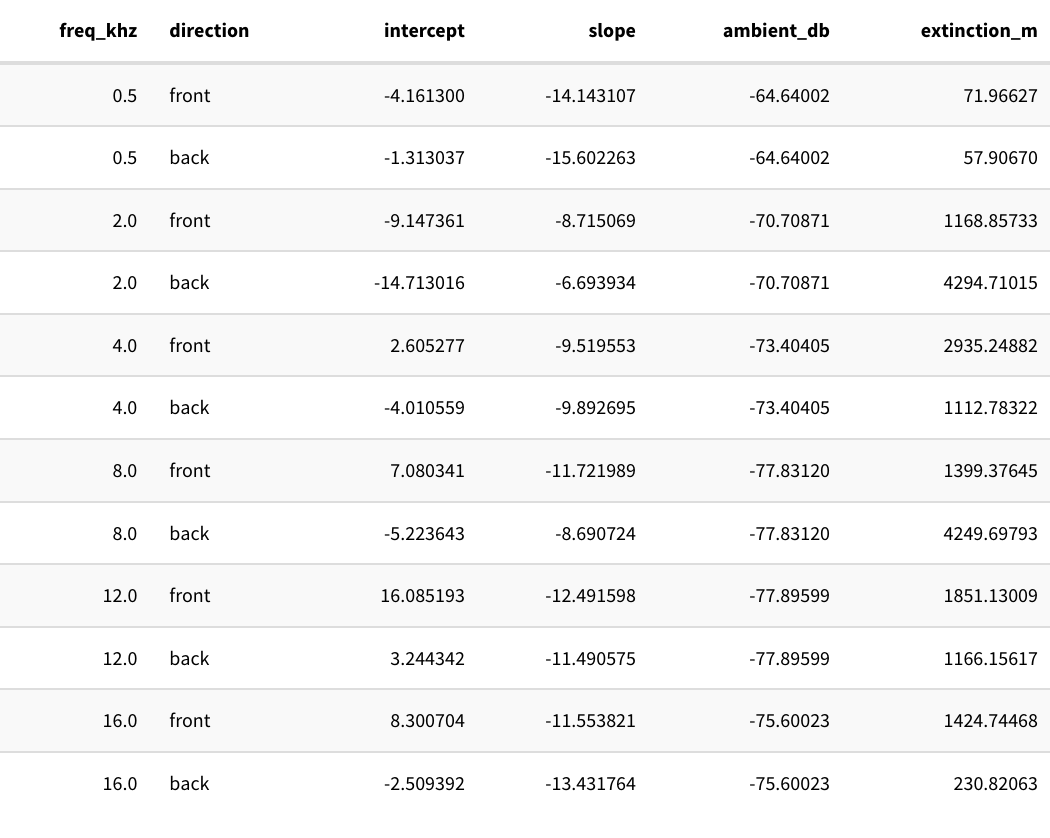 freq_khz direction intercept slope ambient_db extinction_m
0.5 front -4.161300 -14.143107 -64.64002 71.96627
0.5 back -1.313037 -15.602263 -64.64002 57.90670
2.0 front -9.147361 -8.715069 -70.70871 1168.85733
2.0 back -14.713016 -6.693934 -70.70871 4294.71015
4.0 front 2.605277 -9.519553 -73.40405 2935.24882
4.0 back -4.010559 -9.892695 -73.40405 1112.78322
8.0 front 7.080341 -11.721989 -77.83120 1399.37645
8.0 back -5.223643 -8.690724 -77.83120 4249.69793
12.0 front 16.085193 -12.491598 -77.89599 1851.13009
12.0 back 3.244342 -11.490575 -77.89599 1166.15617
16.0 front 8.300704 -11.553821 -75.60023 1424.74468
16.0 back -2.509392 -13.431764 -75.60023 230.82063